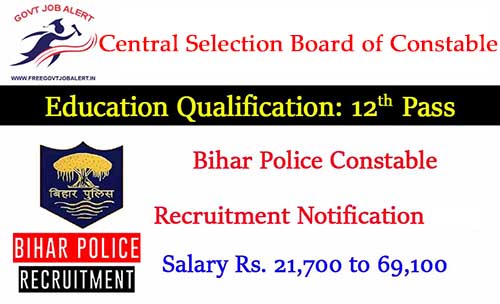 GOVT JOB ALERT
WWW.FREEGOVTJOBALERT.IN
Central Selection Board of Constable
Education Qualification: 12th Pass
बिहार पुलिस
Bihar Police Constable
Recruitment Notification
BIHAR POLICE
RECRUITMENT
Salary Rs. 21,700 to 69,100